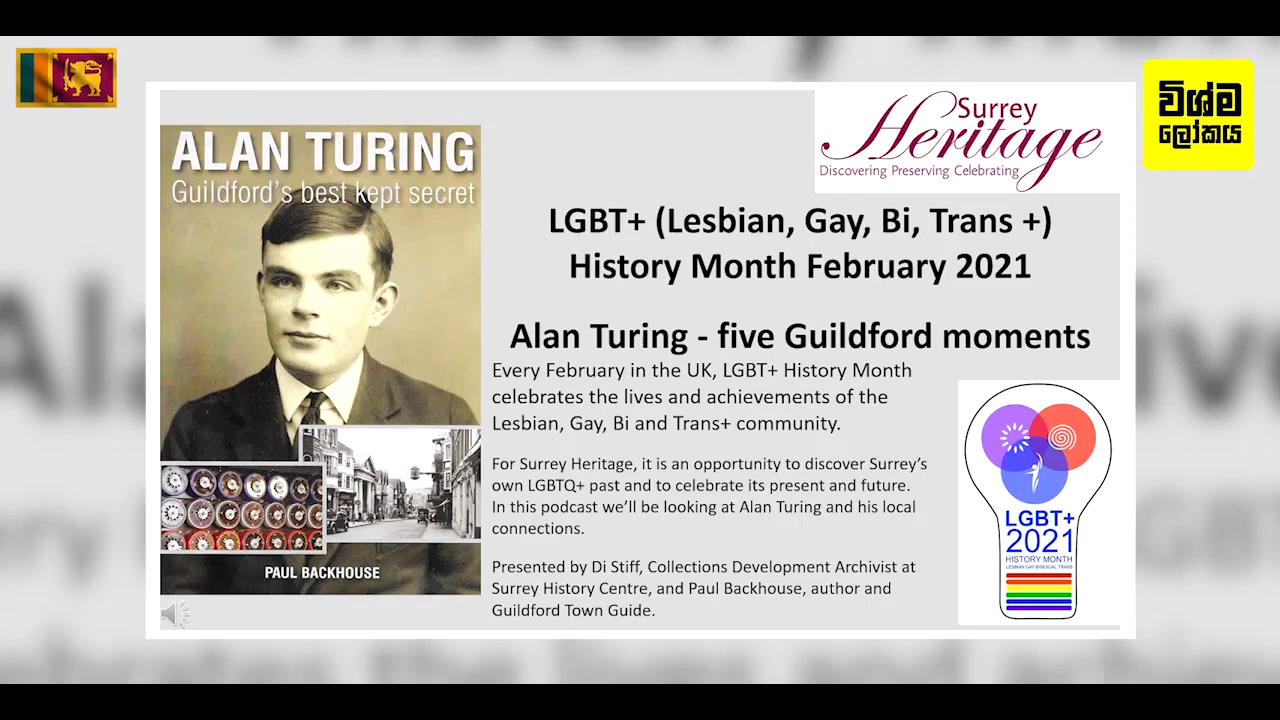 විශ්ම
ලෝකය
ALAN TURING
Guildford's best kept secret
PAUL BACKHOUSE
Surrey
Heritage
Discovering Preserving Celebrating
LGBT+ (Lesbian, Gay, Bi, Trans +)
History Month February 2021
Alan Turing - five Guildford moments
Every February in the UK, LGBT+ History Month
celebrates the lives and achievements of the
Lesbian, Gay, Bi and Trans+ community.
For Surrey Heritage, it is an opportunity to discover Surrey's
own LGBTQ+ past and to celebrate its present and future.
In this podcast we'll be looking at Alan Turing and his local
connections.
Presented by Di Stiff, Collections Development Archivist at
Surrey History Centre, and Paul Backhouse, author and
Guildford Town Guide.
LGBT+
2021
HISTORY MONTH
LESBIAN GAY BISEXUAL TRANS